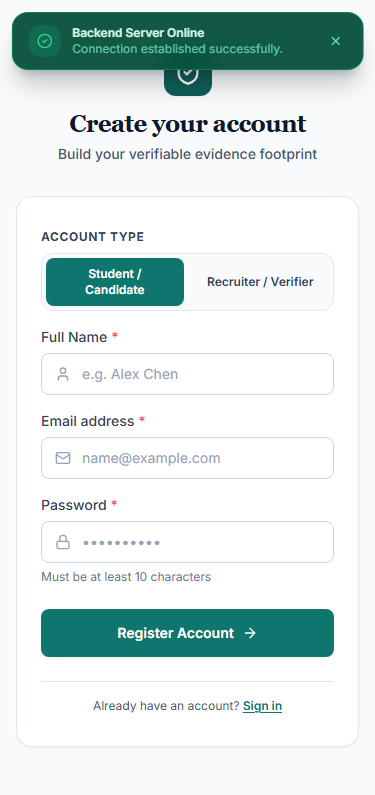 Backend Server Online
Connection established successfully.
Create your account
Build your verifiable evidence footprint
ACCOUNT TYPE
Student /
Candidate
Recruiter / Verifier
Full Name *
e.g. Alex Chen
Email address *
name@example.com
Password *
••••••••••
Must be at least 10 characters
Register Account →
Already have an account? Sign in